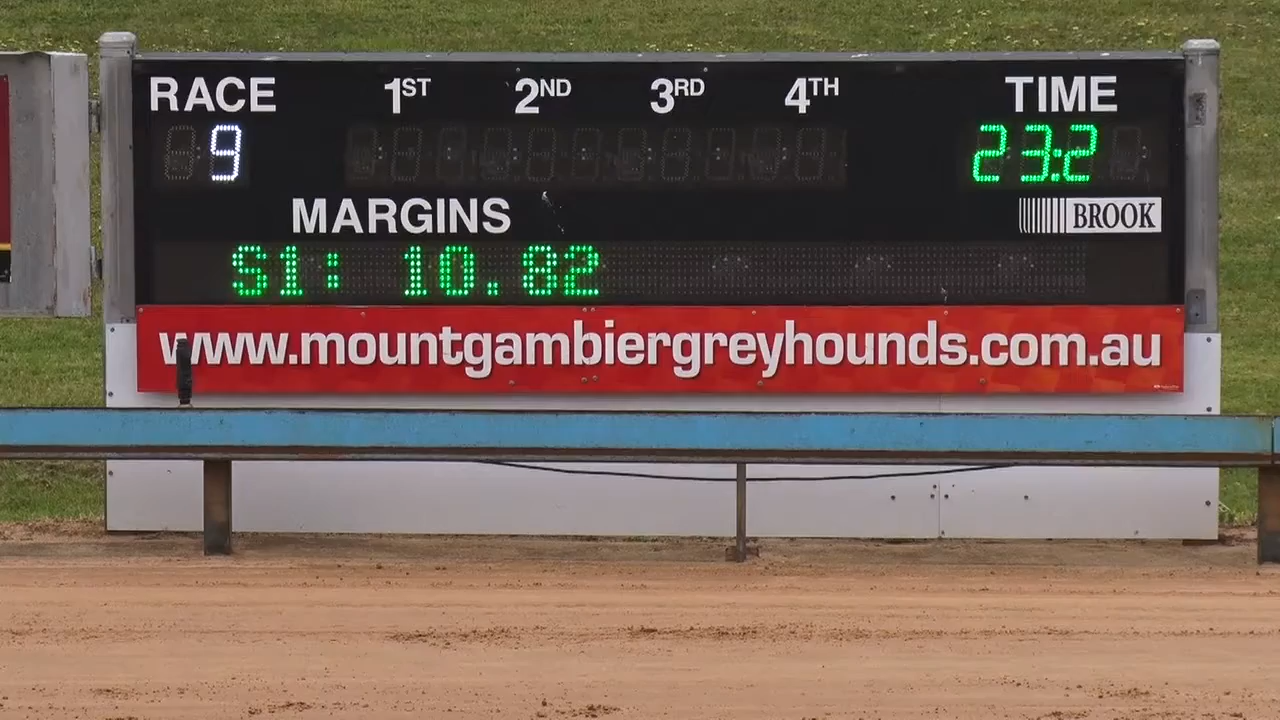 RACE 1ST 2ND 3RD 4TH TIME
9 23:2
MARGINS BROOK
S1: 10.82
www.mountgambiergreyhounds.com.au